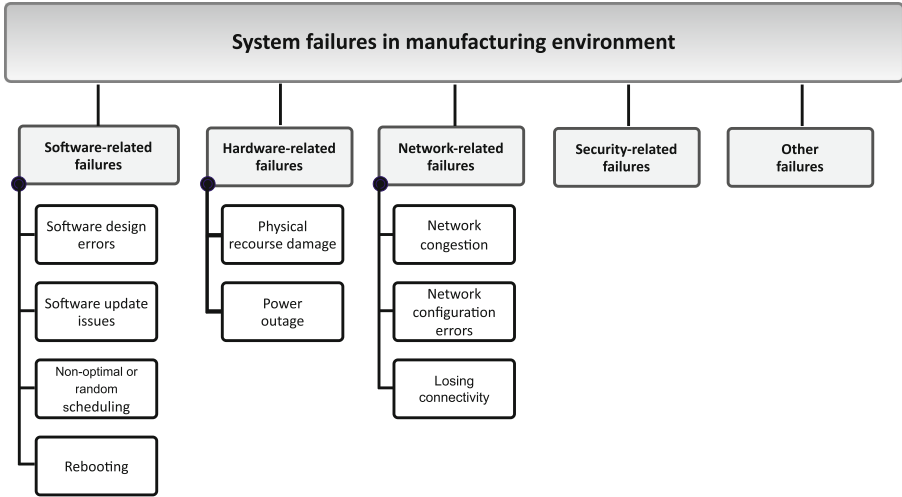 System failures in manufacturing environment
Software-related
failures
Hardware-related
failures
Network-related
failures
Security-related
failures
Other
failures
Software design
errors
Software update
issues
Non-optimal or
random
scheduling
Rebooting
Physical
recourse damage
Power
outage
Network
congestion
Network
configuration
errors
Losing
connectivity